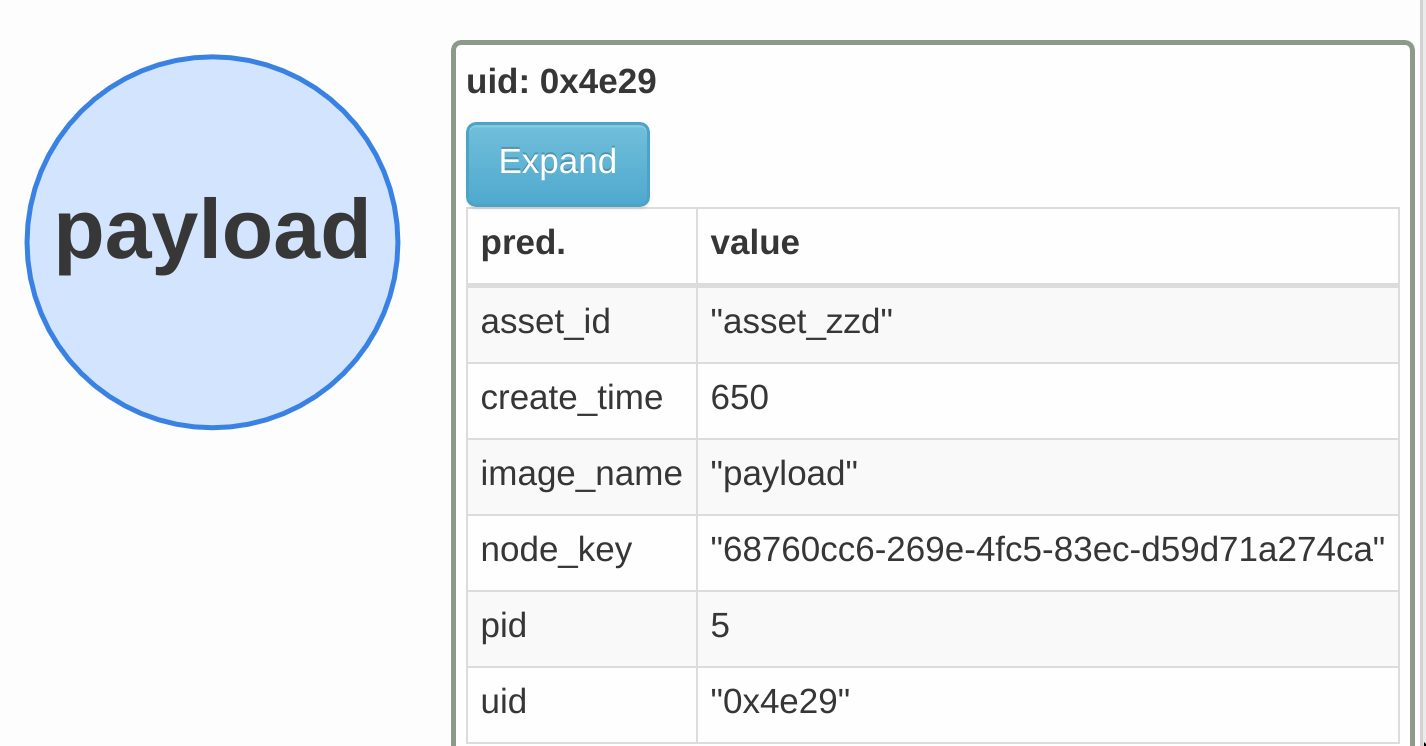 payload
uid: 0x4e29
Expand
pred. value
asset_id "asset_zzd"
create_time 650
image_name "payload"
node_key "68760cc6-269e-4fc5-83ec-d59d71a274ca"
pid 5
uid "0x4e29"